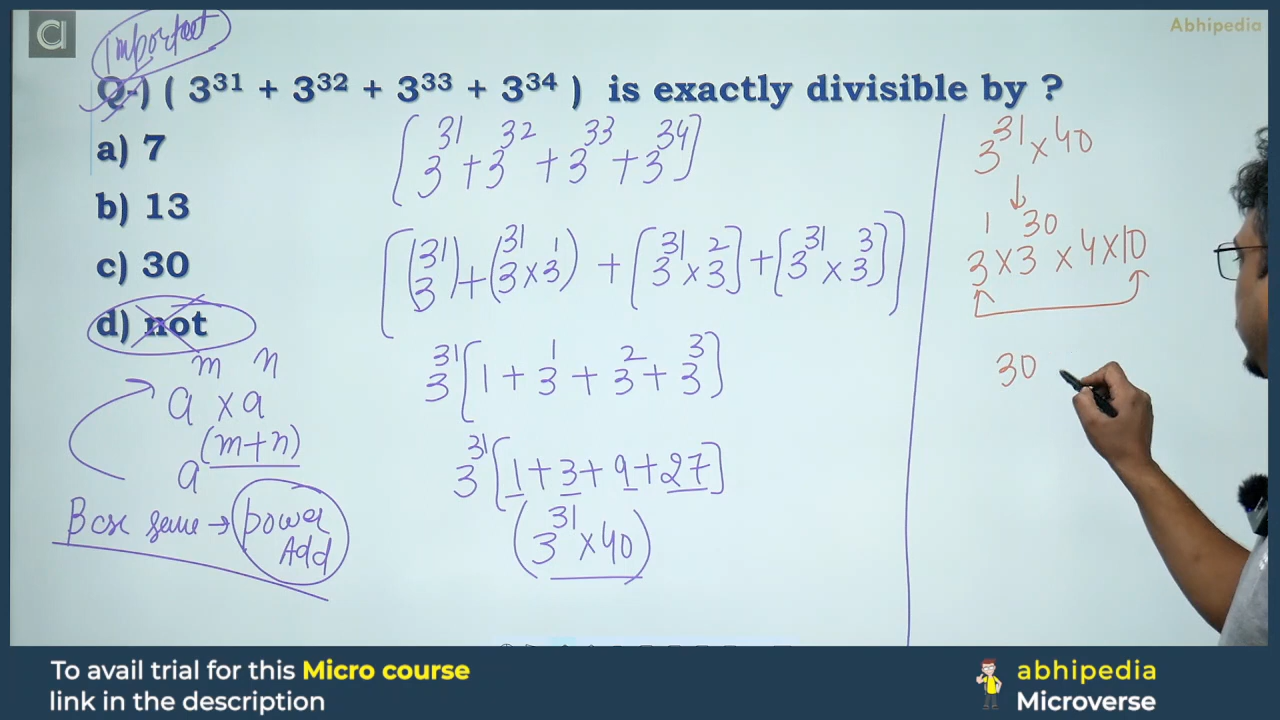 Important
Abhipedia
Q-) ( 3³¹ + 3³² + 3³³ + 3³⁴ ) is exactly divisible by ?
a) 7
b) 13
c) 30
d) not
[3³¹ + 3³² + 3³³ + 3³⁴]
[(3³¹) + (3³¹ × 3¹) + [3³¹ × 3²] + [3³¹ × 3³]]
3³¹ [1 + 3¹ + 3² + 3³]
3³¹ [1 + 3 + 9 + 27]
(3³¹ × 40)
aᵐ × aⁿ
a⁽ᵐ⁺ⁿ⁾
Base same → power
Add
3³¹ × 40
3¹ × 3³⁰ × 4 × 10
30
To avail trial for this Micro course
link in the description
abhipedia
Microverse